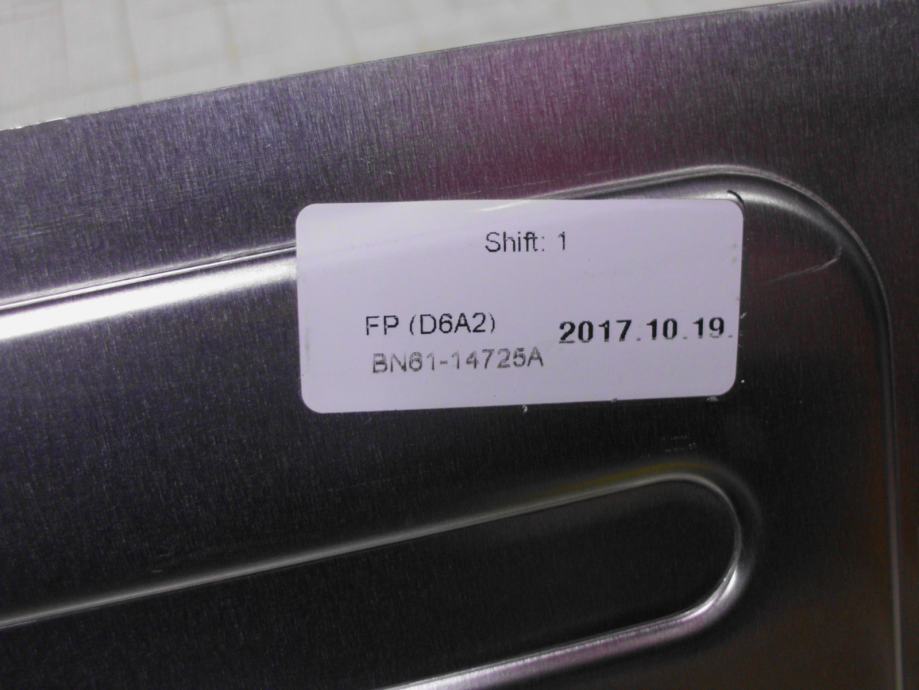 Shift: 1
FP (D6A2) 2017.10.19.
BN61-14725A